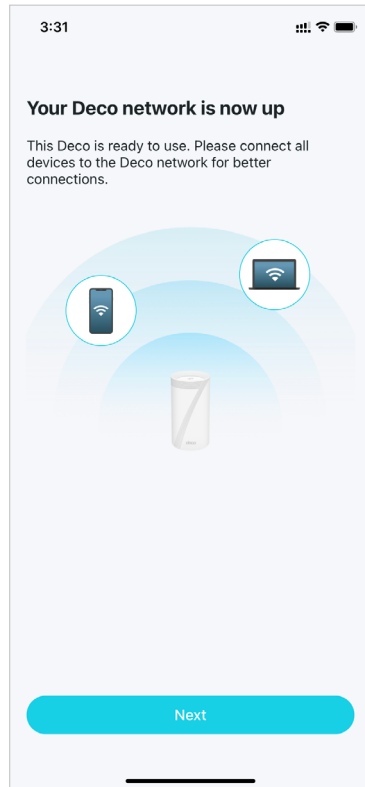 3:31
Your Deco network is now up
This Deco is ready to use. Please connect all
devices to the Deco network for better
connections.
deco
Next